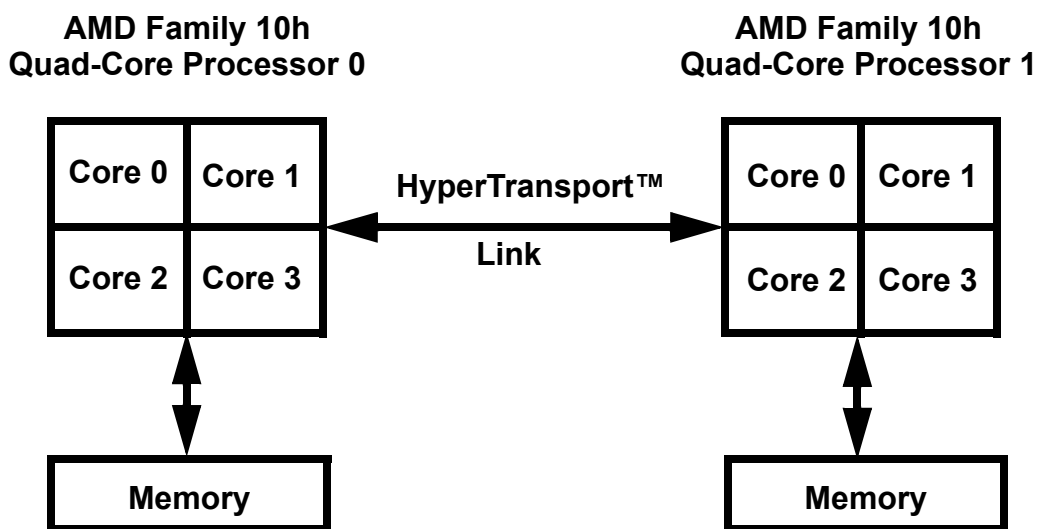 AMD Family 10h
Quad-Core Processor 0
AMD Family 10h
Quad-Core Processor 1
Core 0
Core 1
Core 2
Core 3
HyperTransport™
Link
Core 0
Core 1
Core 2
Core 3
Memory
Memory